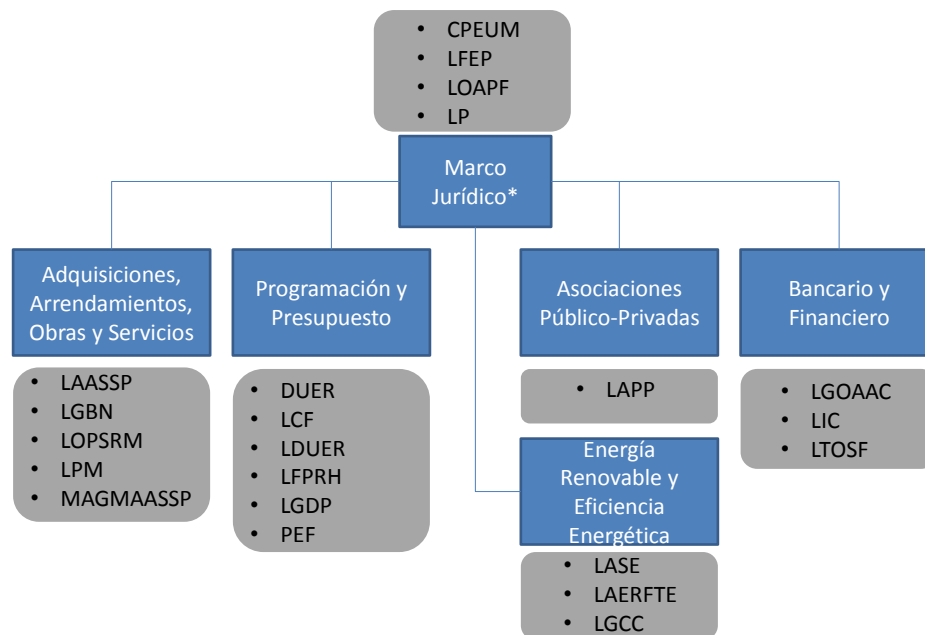 • CPEUM
• LFEP
• LOAPF
• LP
Marco
Jurídico*
Adquisiciones,
Arrendamientos,
Obras y Servicios
• LAASSP
• LGBN
• LOPSRM
• LPM
• MAGMAASSP
Programación y
Presupuesto
• DUER
• LCF
• LDUER
• LFPRH
• LGDP
• PEF
Asociaciones
Público-Privadas
• LAPP
Energía
Renovable y
Eficiencia
Energética
• LASE
• LAERFTE
• LGCC
Bancario y
Financiero
• LGOAAC
• LIC
• LTOSF